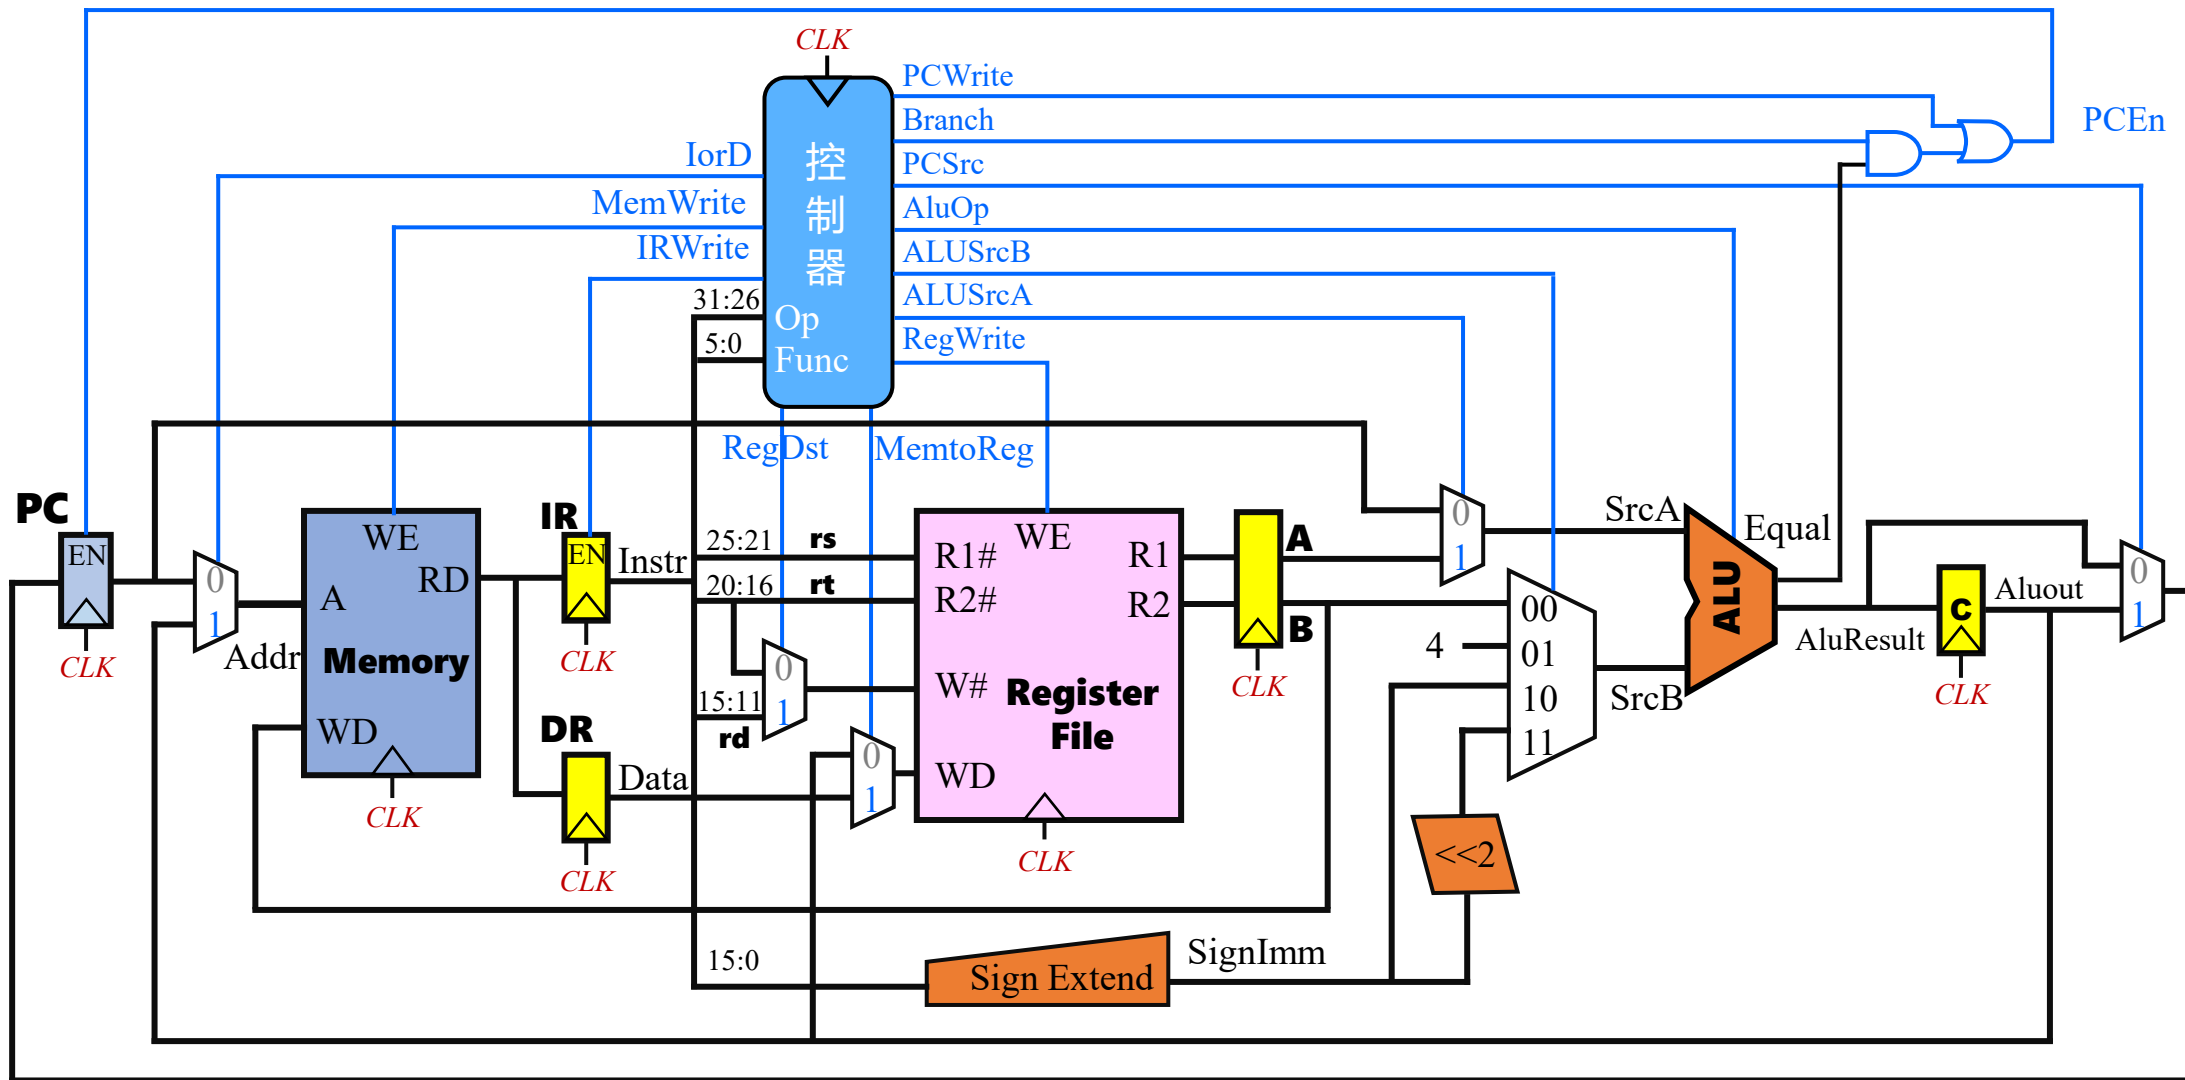 CLK
PCWrite
Branch
PCEn
IorD
控
制
器
PCSrc
MemWrite
AluOp
IRWrite
ALUSrcB
31:26
Op
ALUSrcA
5:0
Func
RegWrite
RegDst
MemtoReg
PC
EN
CLK
0
1
Addr
WE
A
RD
Memory
WD
CLK
IR
EN
Instr
CLK
DR
Data
CLK
25:21
rs
20:16
rt
0
1
15:11
rd
0
1
WE
R1#
R1
R2#
R2
W#
Register
File
WD
CLK
A
B
CLK
0
1
4
00
01
10
11
<<2
15:0
Sign Extend
SignImm
SrcA
SrcB
ALU
Equal
AluResult
C
CLK
Aluout
0
1